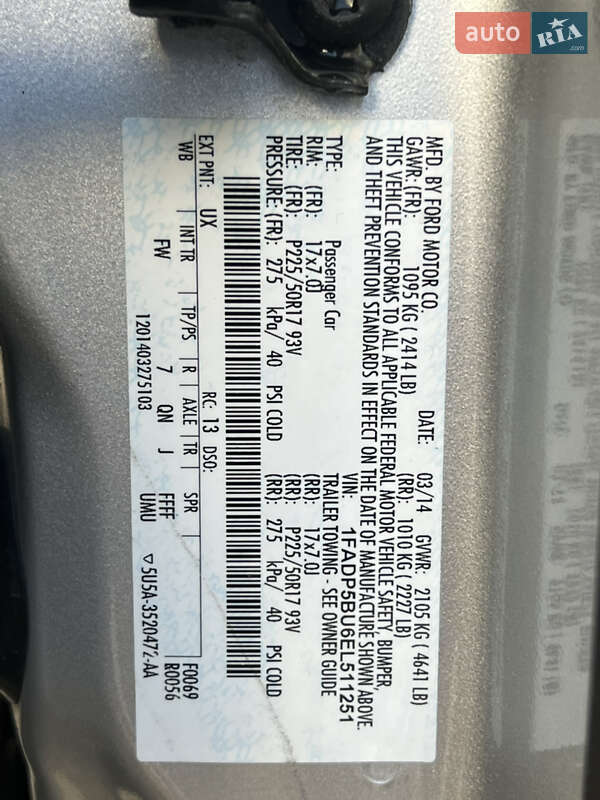 auto RIA
.com
MFD. BY FORD MOTOR CO.
DATE: 03/14 GVWR: 2105 KG ( 4641 LB)
GAWR:(FR): 1095 KG ( 2414 LB) (RR): 1010 KG ( 2227 LB)
THIS VEHICLE CONFORMS TO ALL APPLICABLE FEDERAL MOTOR VEHICLE SAFETY, BUMPER,
AND THEFT PREVENTION STANDARDS IN EFFECT ON THE DATE OF MANUFACTURE SHOWN ABOVE.
VIN: 1FADP5BU6EL511251
TYPE: Passenger Car TRAILER TOWING - SEE OWNER GUIDE
RIM: (FR): 17x7.0J (RR): 17x7.0J
TIRE: (FR): P225/50R17 93V (RR): P225/50R17 93V
PRESSURE: (FR): 275 kPa/ 40 PSI COLD (RR): 275 kPa/ 40 PSI COLD
EXT PNT: UX RC: 13 DSO: F0069
WB INT TR TP/PS R AXLE TR SPR R0056
FW 7 QN J FFFF
1201403275103 UMU ▽5U5A-3520472-AA